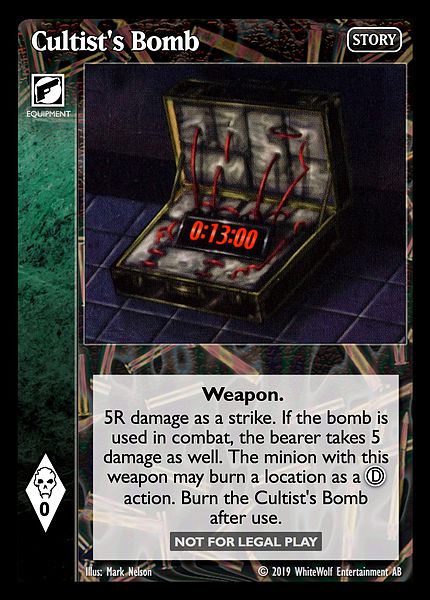 Cultist's Bomb
STORY
EQUIPMENT
0:13:00
Weapon.
5R damage as a strike. If the bomb is
used in combat, the bearer takes 5
damage as well. The minion with this
weapon may burn a location as a Ⓓ
action. Burn the Cultist's Bomb
after use.
0
NOT FOR LEGAL PLAY
Illus: Mark Nelson
© 2019 WhiteWolf Entertainment AB